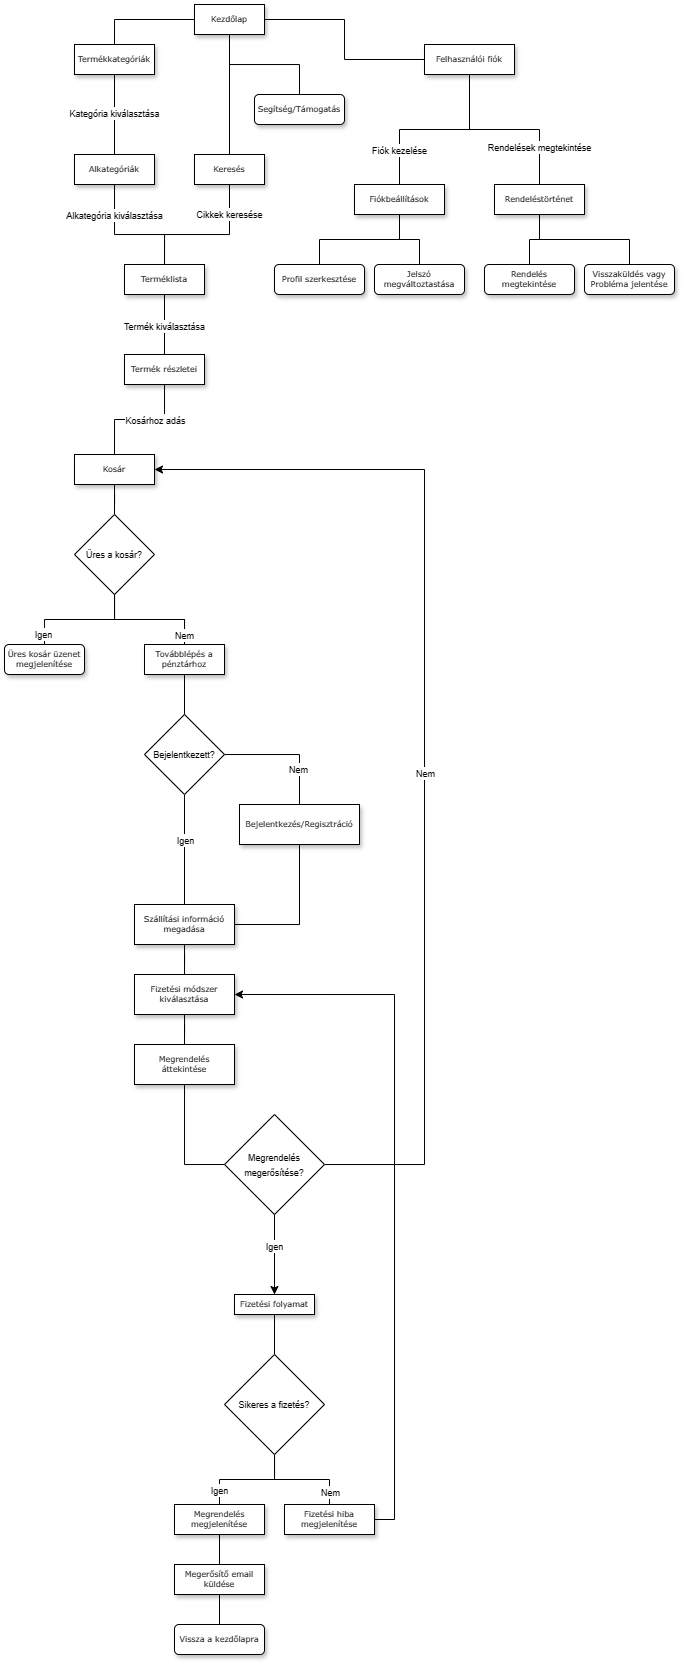 Kezdőlap
Termékkategóriák
Felhasználói fiók
Segítség/Támogatás
Kategória kiválasztása
Fiók kezelése
Rendelések megtekintése
Alkategóriák
Keresés
Fiókbeállítások
Rendeléstörténet
Alkategória kiválasztása
Cikkek keresése
Terméklista
Profil szerkesztése
Jelszó
megváltoztastása
Rendelés
megtekintése
Visszaküldés vagy
Probléma jelentése
Termék kiválasztása
Termék részletei
Kosárhoz adás
Kosár
Üres a kosár?
Igen
Nem
Üres kosár üzenet
megjelenítése
Továbblépés a
pénztárhoz
Bejelentkezett?
Nem
Nem
Bejelentkezés/Regisztráció
Igen
Szállítási információ
megadása
Fizetési módszer
kiválasztása
Megrendelés
áttekintése
Megrendelés
megerősítése?
Igen
Fizetési folyamat
Sikeres a fizetés?
Igen
Nem
Megrendelés
megjelenítése
Fizetési hiba
megjelenítése
Megerősítő email
küldése
Vissza a kezdőlapra